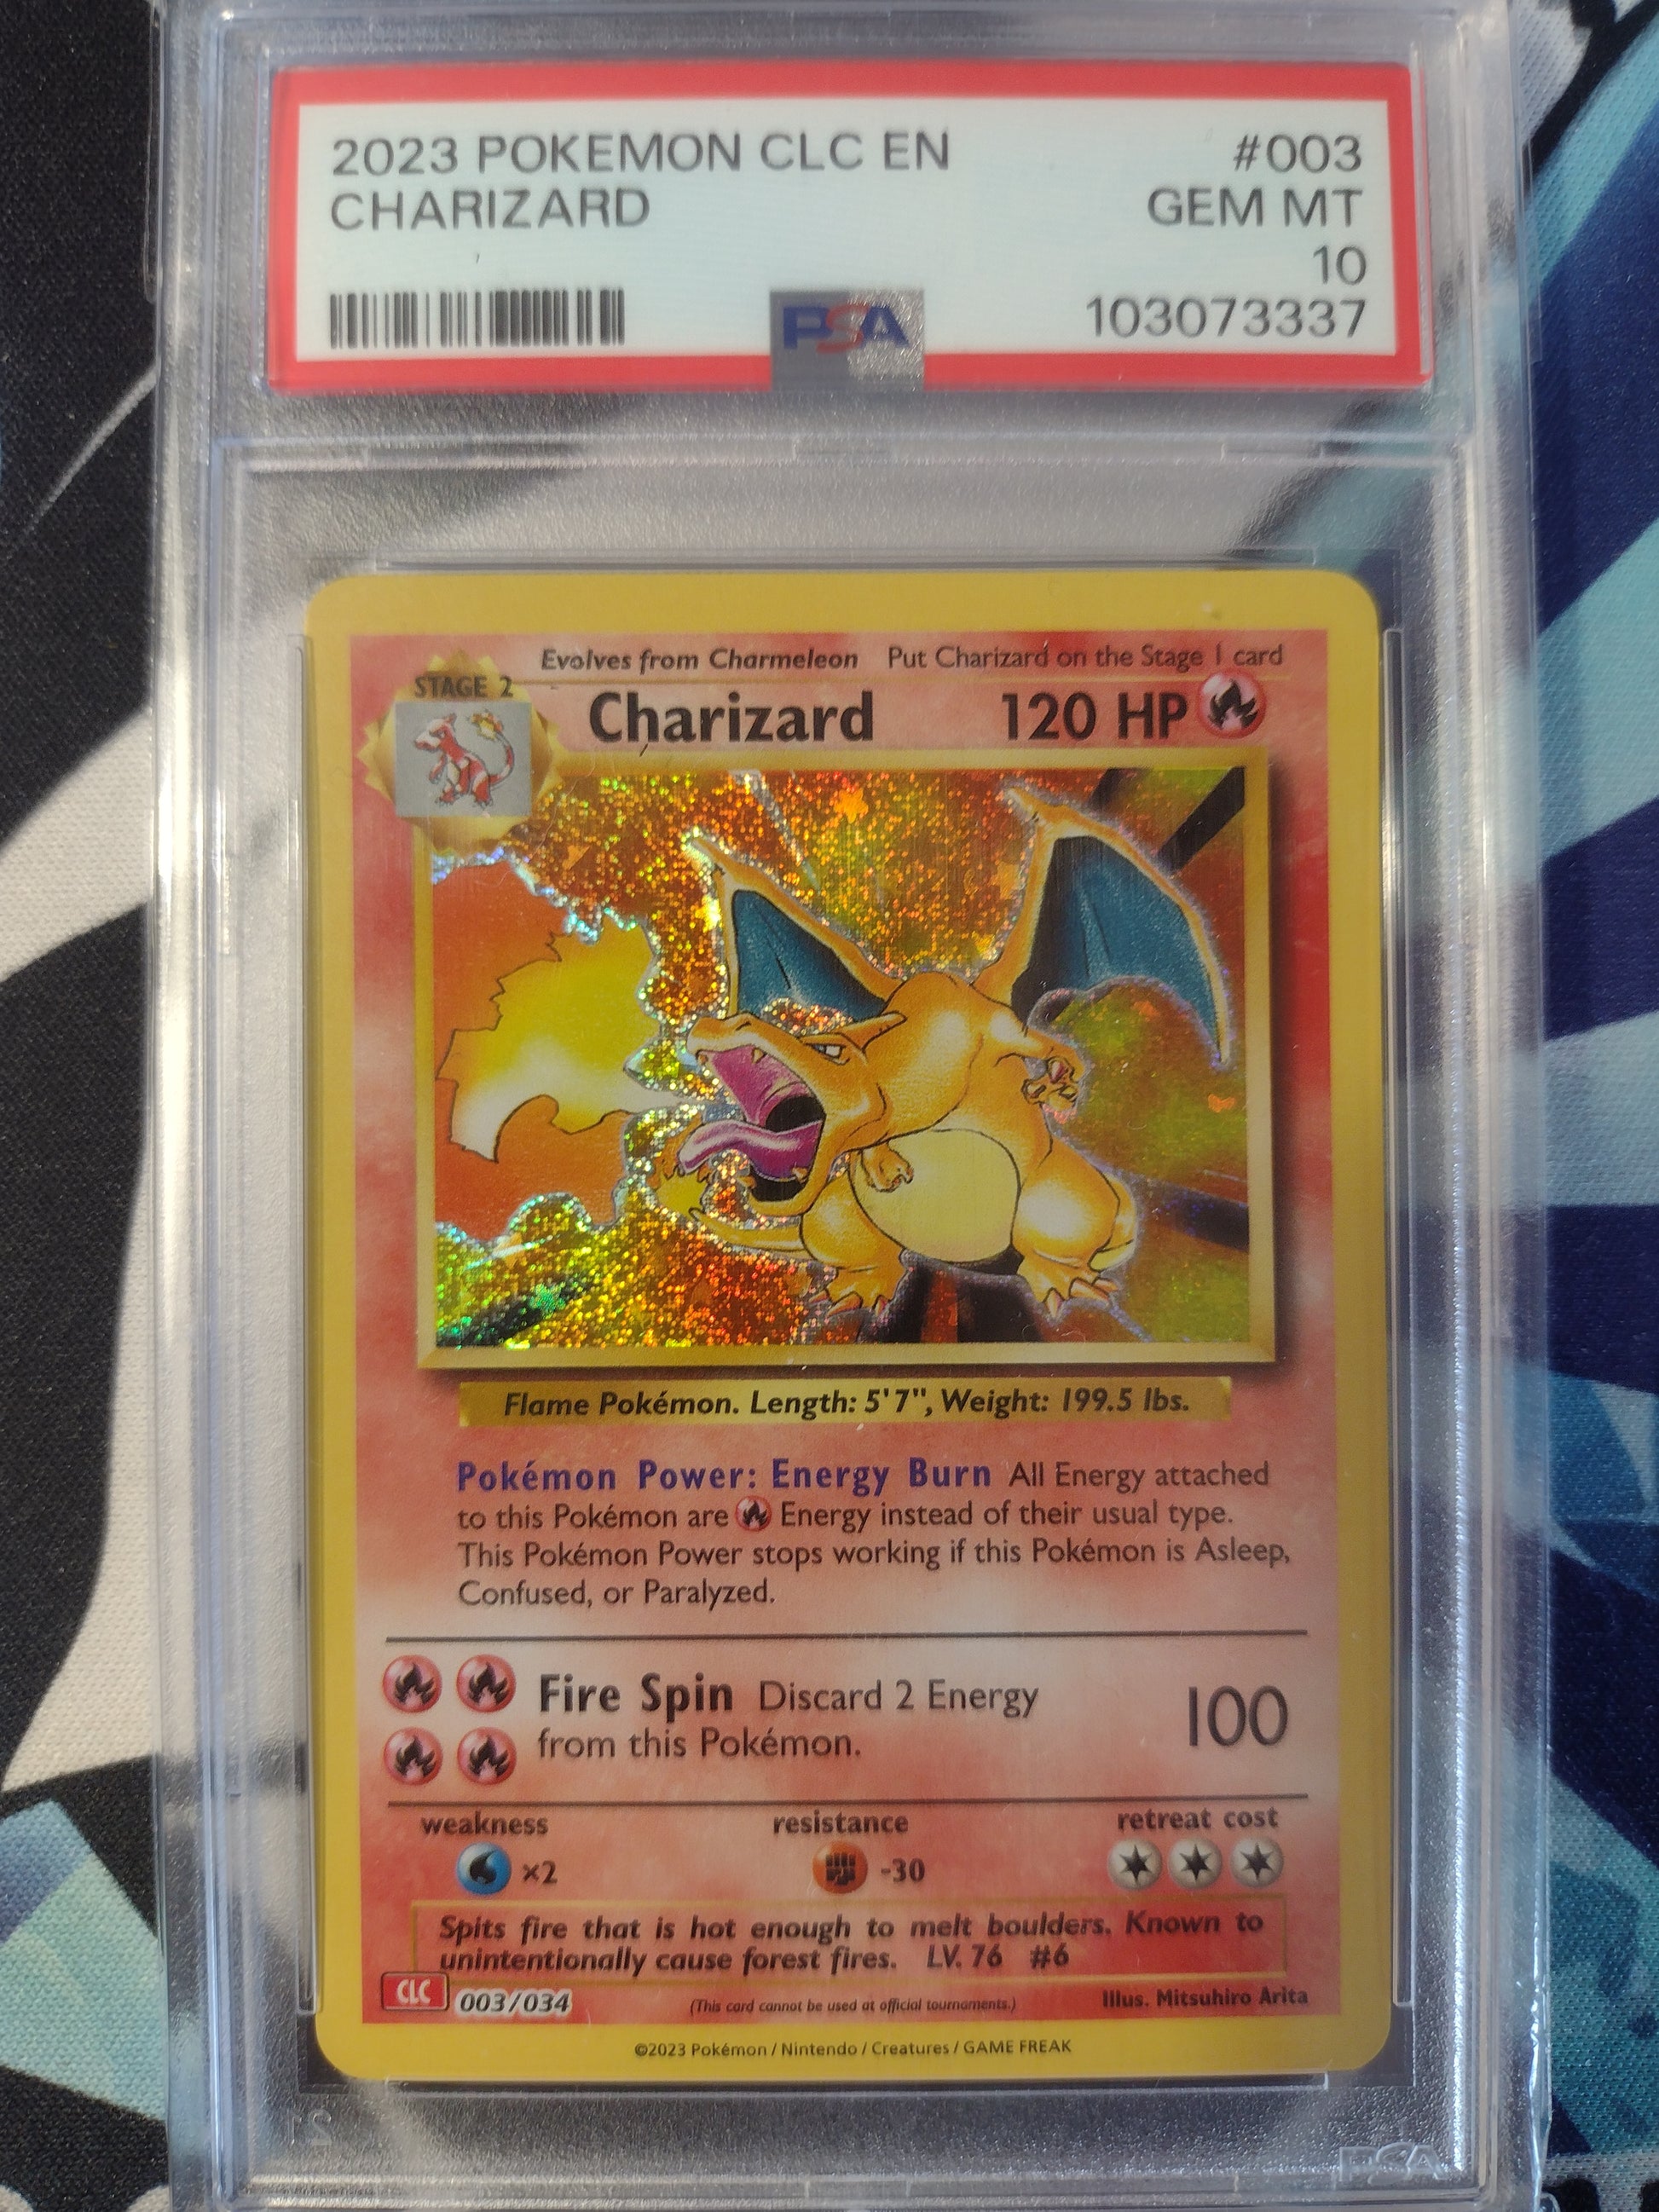 2023 POKEMON CLC EN #003
CHARIZARD GEM MT
10
PSA 103073337
Evolves from Charmeleon Put Charizard on the Stage 1 card
STAGE 2
Charizard 120 HP
Flame Pokémon. Length: 5'7", Weight: 199.5 lbs.
Pokémon Power: Energy Burn All Energy attached
to this Pokémon are Energy instead of their usual type.
This Pokémon Power stops working if this Pokémon is Asleep,
Confused, or Paralyzed.
Fire Spin Discard 2 Energy
from this Pokémon.
100
weakness resistance retreat cost
×2 -30
Spits fire that is hot enough to melt boulders. Known to
unintentionally cause forest fires. LV. 76 #6
CLC 003/034 (This card cannot be used at official tournaments.) Illus. Mitsuhiro Arita
©2023 Pokémon / Nintendo / Creatures / GAME FREAK
PSA